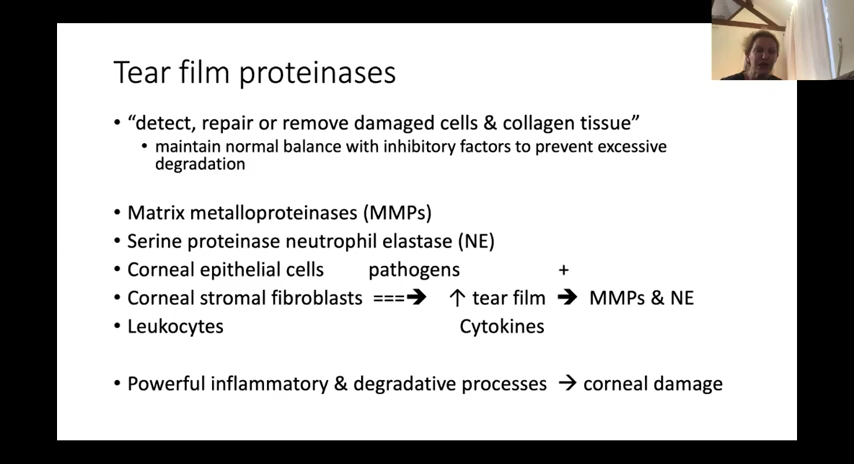 Tear film proteinases
• “detect, repair or remove damaged cells & collagen tissue”
• maintain normal balance with inhibitory factors to prevent excessive
degradation
• Matrix metalloproteinases (MMPs)
• Serine proteinase neutrophil elastase (NE)
• Corneal epithelial cells pathogens +
• Corneal stromal fibroblasts ===➔ ↑ tear film ➔ MMPs & NE
• Leukocytes Cytokines
• Powerful inflammatory & degradative processes → corneal damage